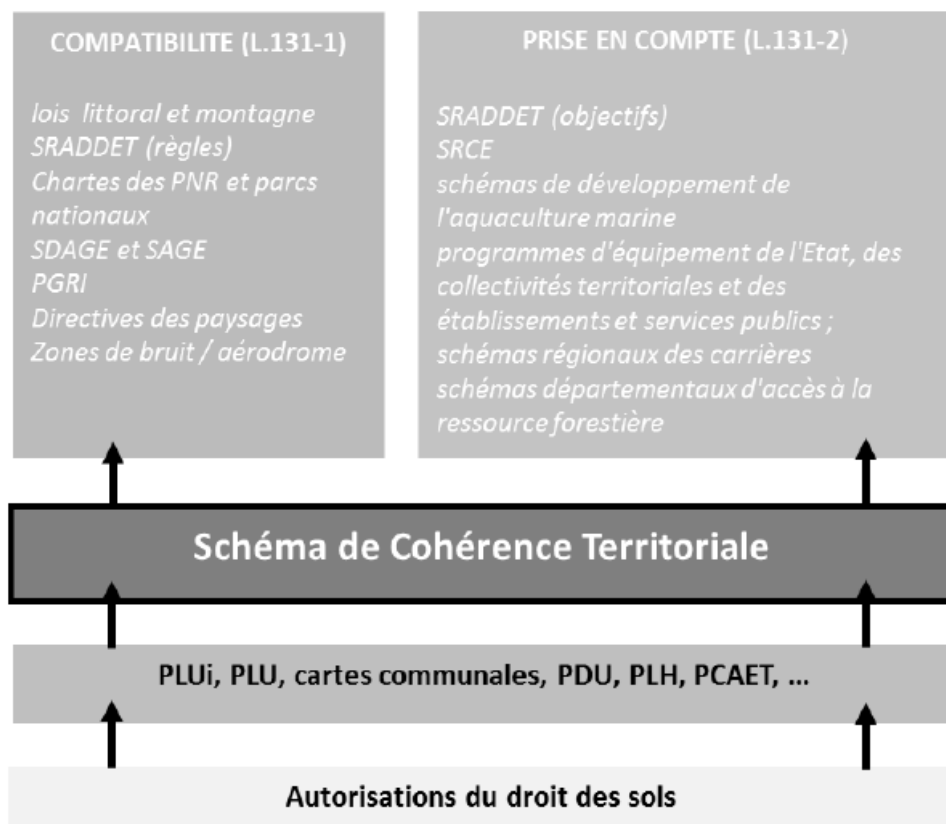 COMPATIBILITE (L.131-1)
lois littoral et montagne
SRADDET (règles)
Chartes des PNR et parcs
nationaux
SDAGE et SAGE
PGRI
Directives des paysages
Zones de bruit / aérodrome
PRISE EN COMPTE (L.131-2)
SRADDET (objectifs)
SRCE
schémas de développement de
l'aquaculture marine
programmes d'équipement de l'Etat, des
collectivités territoriales et des
établissements et services publics ;
schémas régionaux des carrières
schémas départementaux d'accès à la
ressource forestière
Schéma de Cohérence Territoriale
PLUi, PLU, cartes communales, PDU, PLH, PCAET, ...
Autorisations du droit des sols